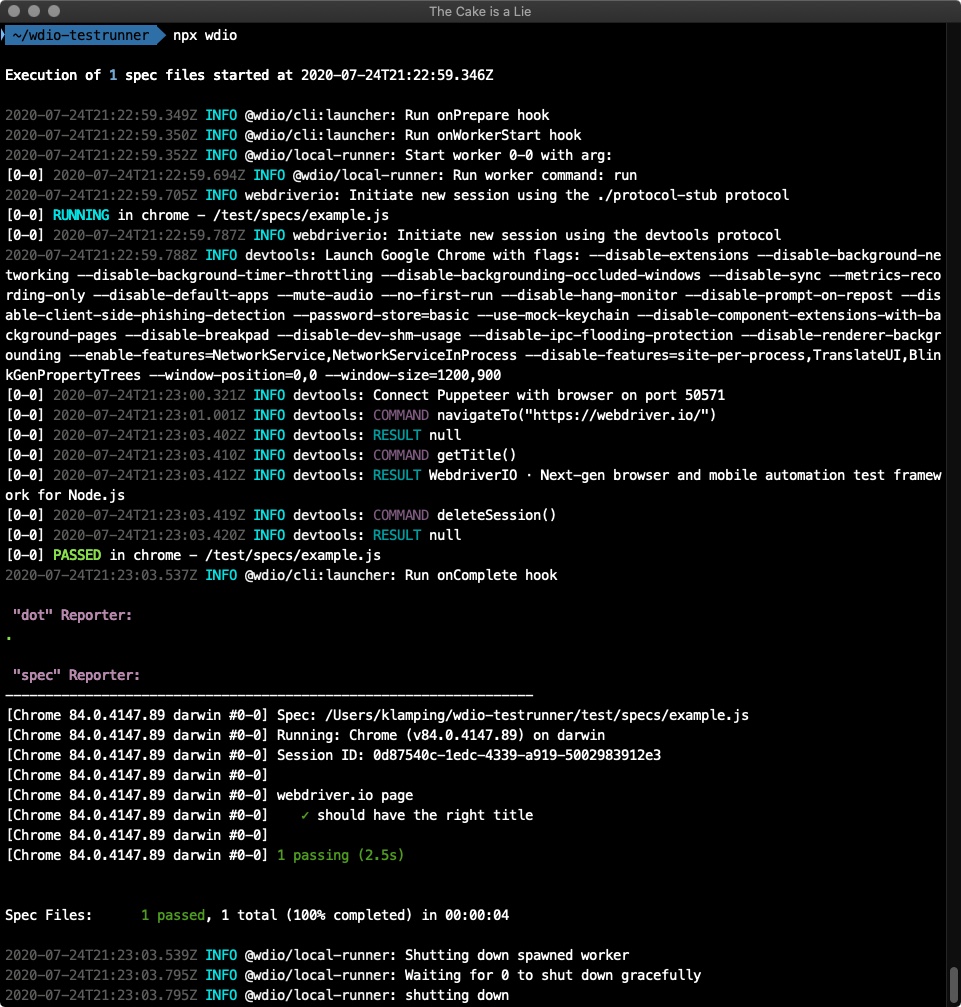 The Cake is a Lie
~/wdio-testrunner npx wdio
Execution of 1 spec files started at 2020-07-24T21:22:59.346Z
2020-07-24T21:22:59.349Z INFO @wdio/cli:launcher: Run onPrepare hook
2020-07-24T21:22:59.350Z INFO @wdio/cli:launcher: Run onWorkerStart hook
2020-07-24T21:22:59.352Z INFO @wdio/local-runner: Start worker 0-0 with arg:
[0-0] 2020-07-24T21:22:59.694Z INFO @wdio/local-runner: Run worker command: run
2020-07-24T21:22:59.705Z INFO webdriverio: Initiate new session using the ./protocol-stub protocol
[0-0] RUNNING in chrome - /test/specs/example.js
[0-0] 2020-07-24T21:22:59.787Z INFO webdriverio: Initiate new session using the devtools protocol
2020-07-24T21:22:59.788Z INFO devtools: Launch Google Chrome with flags: --disable-extensions --disable-background-ne
tworking --disable-background-timer-throttling --disable-backgrounding-occluded-windows --disable-sync --metrics-reco
rding-only --disable-default-apps --mute-audio --no-first-run --disable-hang-monitor --disable-prompt-on-repost --dis
able-client-side-phishing-detection --password-store=basic --use-mock-keychain --disable-component-extensions-with-ba
ckground-pages --disable-breakpad --disable-dev-shm-usage --disable-ipc-flooding-protection --disable-renderer-backgr
ounding --enable-features=NetworkService,NetworkServiceInProcess --disable-features=site-per-process,TranslateUI,Blin
kGenPropertyTrees --window-position=0,0 --window-size=1200,900
[0-0] 2020-07-24T21:23:00.321Z INFO devtools: Connect Puppeteer with browser on port 50571
[0-0] 2020-07-24T21:23:01.001Z INFO devtools: COMMAND navigateTo("https://webdriver.io/")
[0-0] 2020-07-24T21:23:03.402Z INFO devtools: RESULT null
[0-0] 2020-07-24T21:23:03.410Z INFO devtools: COMMAND getTitle()
[0-0] 2020-07-24T21:23:03.412Z INFO devtools: RESULT WebdriverIO · Next-gen browser and mobile automation test framew
ork for Node.js
[0-0] 2020-07-24T21:23:03.419Z INFO devtools: COMMAND deleteSession()
[0-0] 2020-07-24T21:23:03.420Z INFO devtools: RESULT null
[0-0] PASSED in chrome - /test/specs/example.js
2020-07-24T21:23:03.537Z INFO @wdio/cli:launcher: Run onComplete hook
"dot" Reporter:
.
"spec" Reporter:
------------------------------------------------------------------
[Chrome 84.0.4147.89 darwin #0-0] Spec: /Users/klamping/wdio-testrunner/test/specs/example.js
[Chrome 84.0.4147.89 darwin #0-0] Running: Chrome (v84.0.4147.89) on darwin
[Chrome 84.0.4147.89 darwin #0-0] Session ID: 0d87540c-1edc-4339-a919-5002983912e3
[Chrome 84.0.4147.89 darwin #0-0]
[Chrome 84.0.4147.89 darwin #0-0] webdriver.io page
[Chrome 84.0.4147.89 darwin #0-0] ✓ should have the right title
[Chrome 84.0.4147.89 darwin #0-0]
[Chrome 84.0.4147.89 darwin #0-0] 1 passing (2.5s)
Spec Files: 1 passed, 1 total (100% completed) in 00:00:04
2020-07-24T21:23:03.539Z INFO @wdio/local-runner: Shutting down spawned worker
2020-07-24T21:23:03.795Z INFO @wdio/local-runner: Waiting for 0 to shut down gracefully
2020-07-24T21:23:03.795Z INFO @wdio/local-runner: shutting down